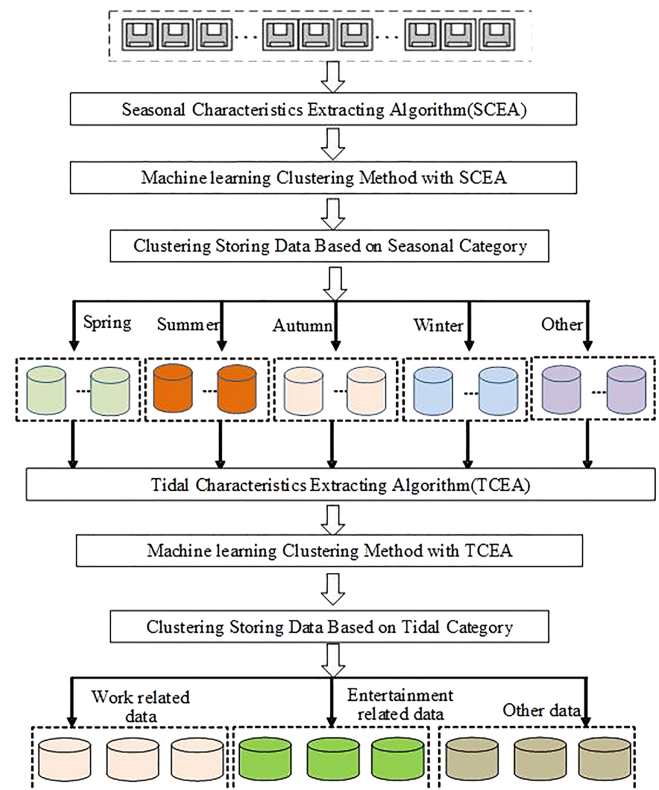 Seasonal Characteristics Extracting Algorithm(SCEA)
Machine learning Clustering Method with SCEA
Clustering Storing Data Based on Seasonal Category
Spring
Summer
Autumn
Winter
Other
Tidal Characteristics Extracting Algorithm(TCEA)
Machine learning Clustering Method with TCEA
Clustering Storing Data Based on Tidal Category
Work related
data
Entertainment
related data
Other data